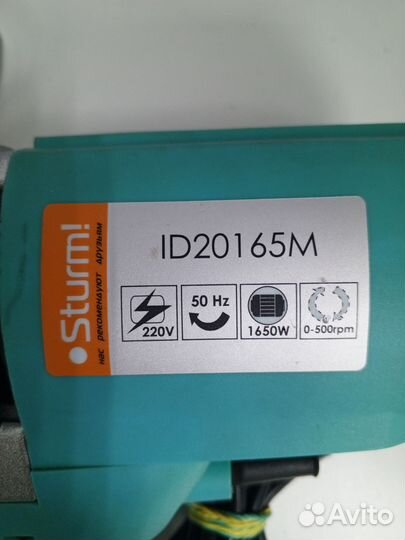 Sturm!
нас рекомендуют друзьям
ID20165M
220V
50 Hz
1650W
0-500rpm
Avito